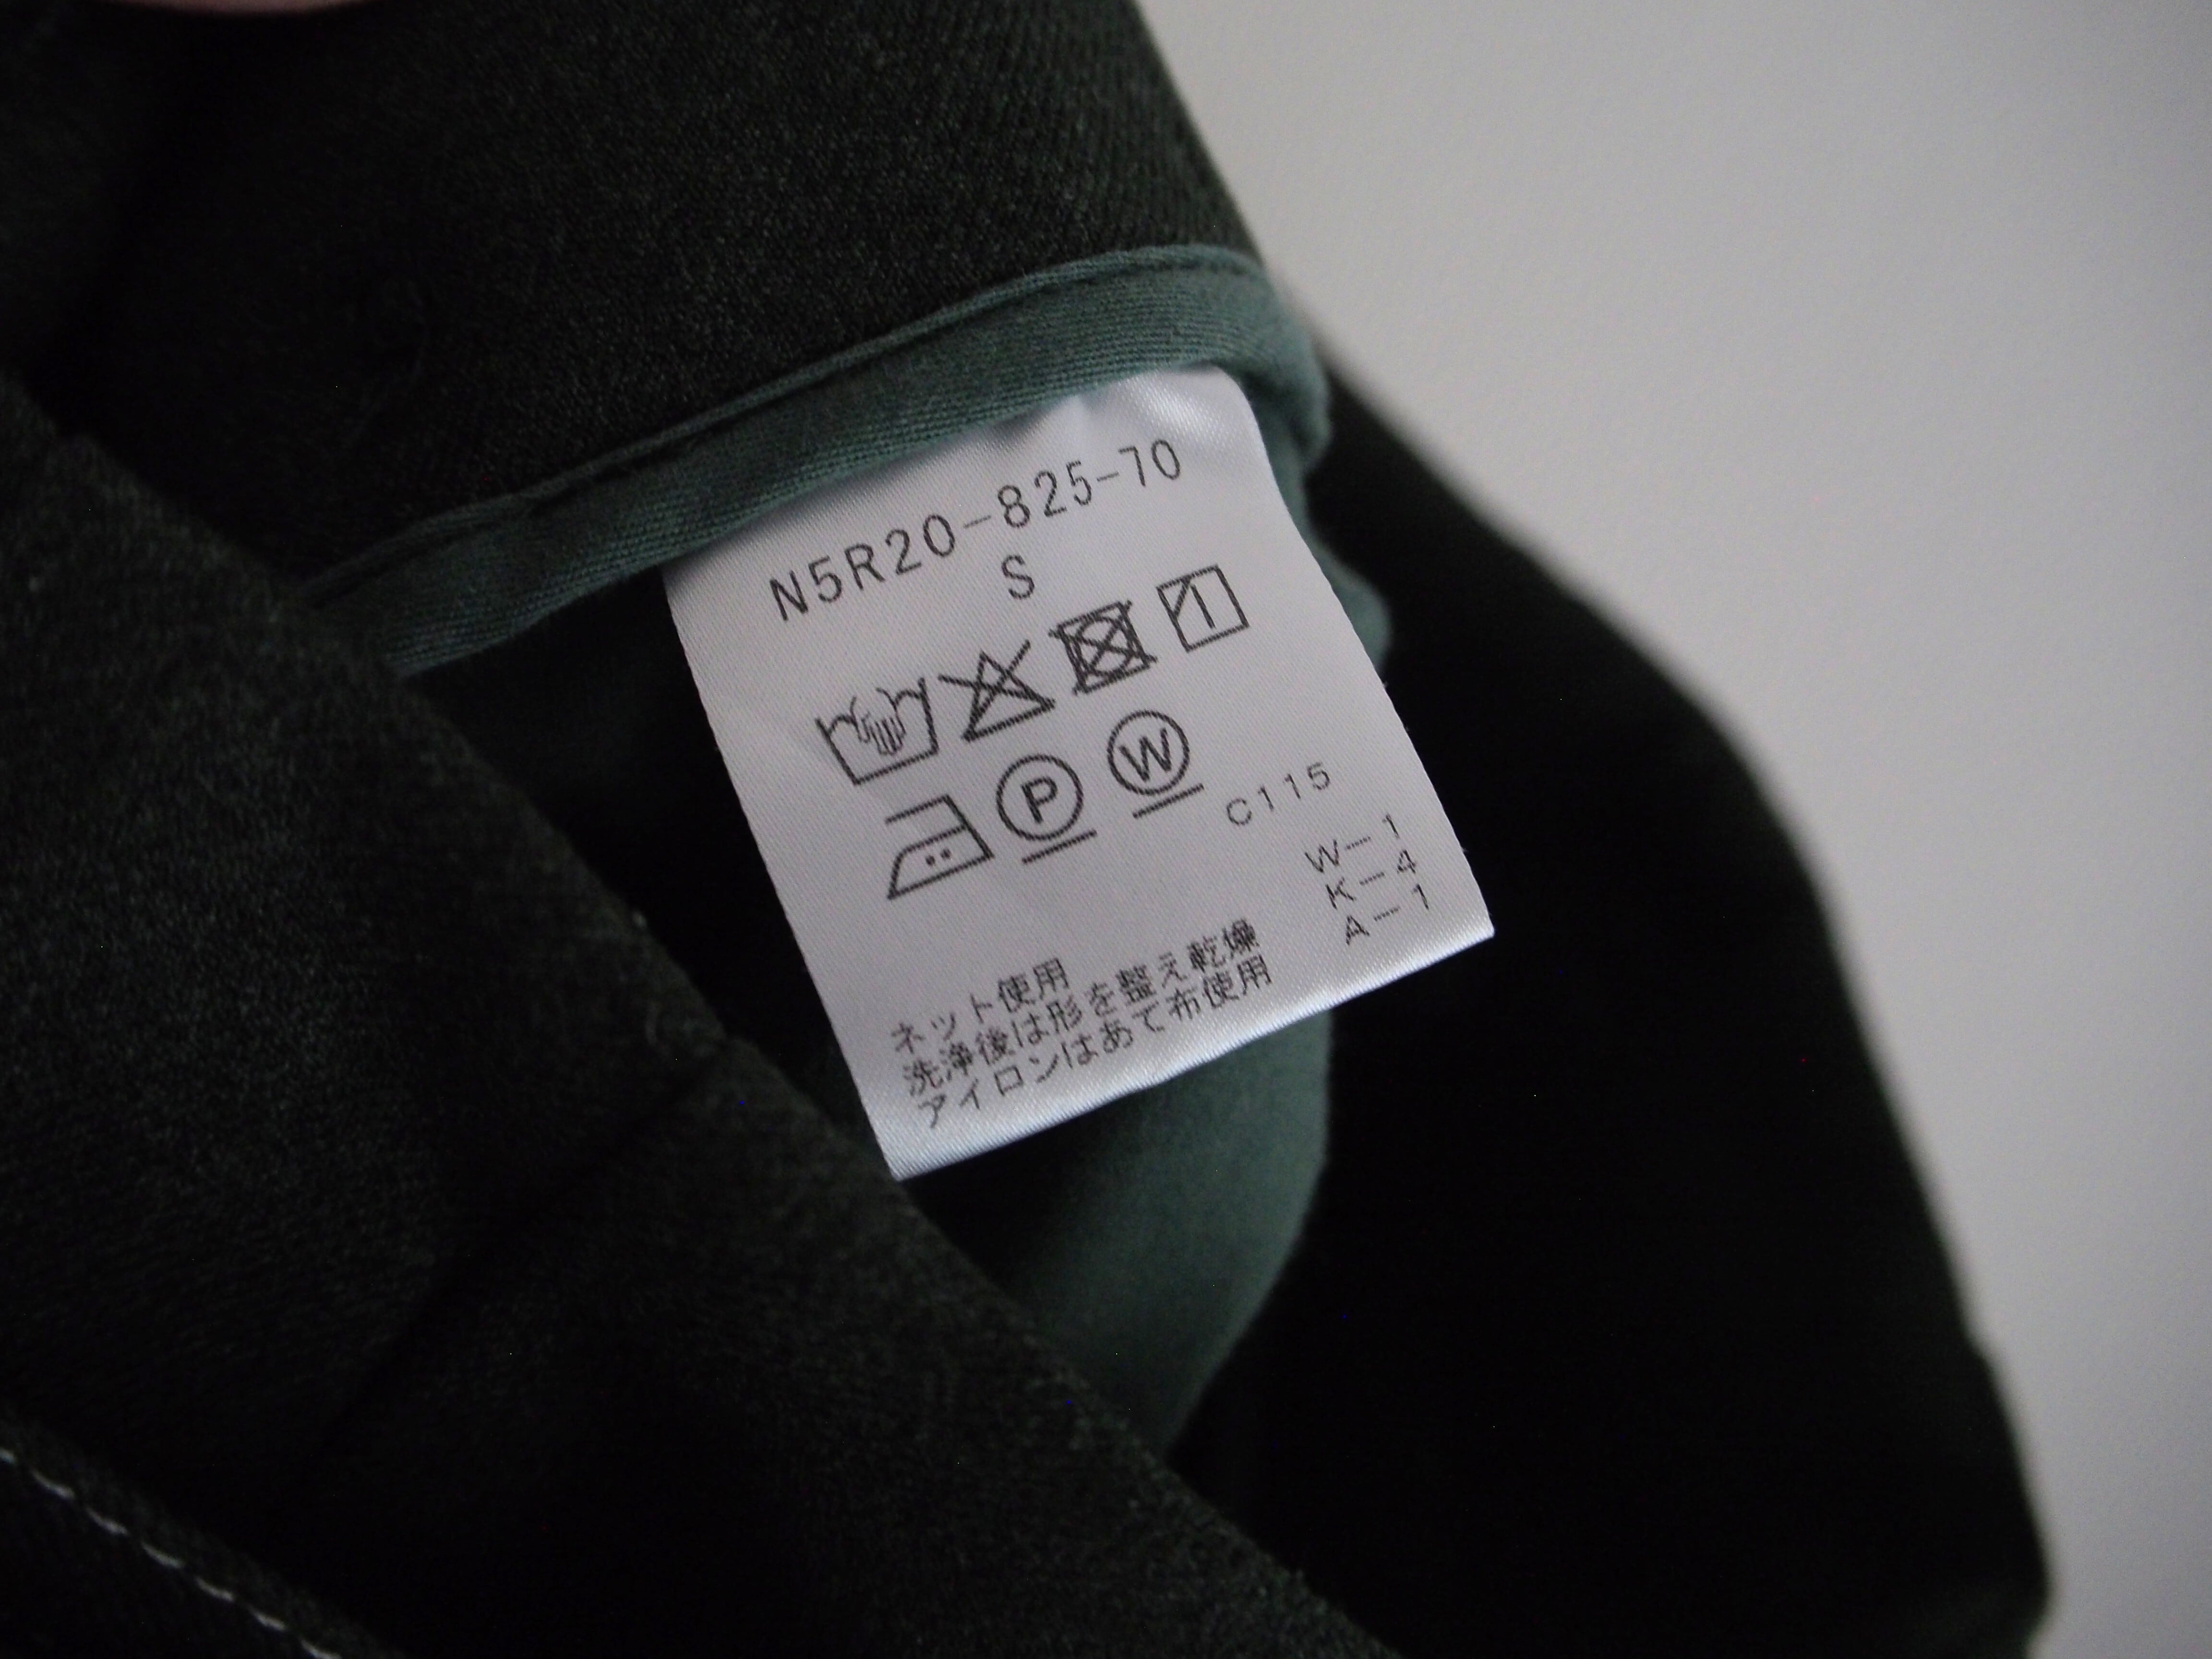 N5R20-825-70
S
P
W
C115
W-1
K-4
A-1
ネット使用
洗浄後は形を整え乾燥
アイロンはあて布使用